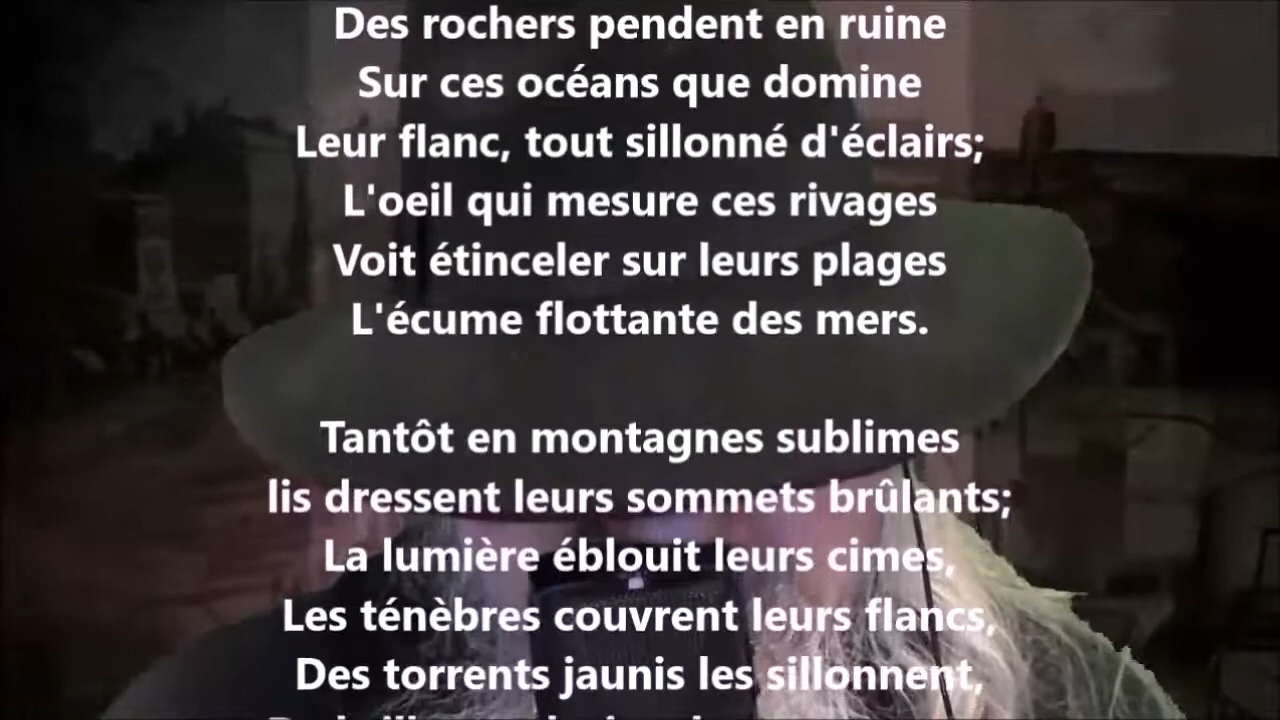 Des rochers pendent en ruine
Sur ces océans que domine
Leur flanc, tout sillonné d'éclairs;
L'oeil qui mesure ces rivages
Voit étinceler sur leurs plages
L'écume flottante des mers.
Tantôt en montagnes sublimes
lis dressent leurs sommets brûlants;
La lumière éblouit leurs cimes,
Les ténèbres couvrent leurs flancs,
Des torrents jaunis les sillonnent,